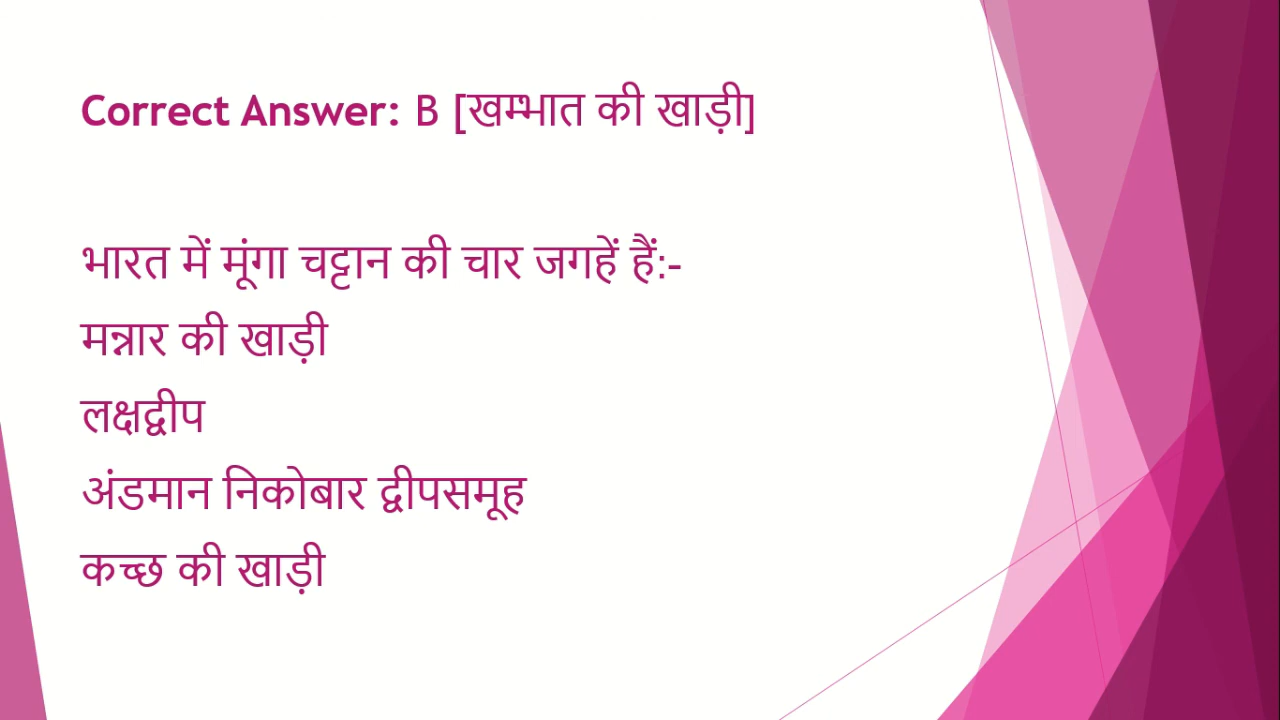 Correct Answer: B [खम्भात की खाड़ी]
भारत में मूंगा चट्टान की चार जगहें हैं:-
मन्नार की खाड़ी
लक्षद्वीप
अंडमान निकोबार द्वीपसमूह
कच्छ की खाड़ी